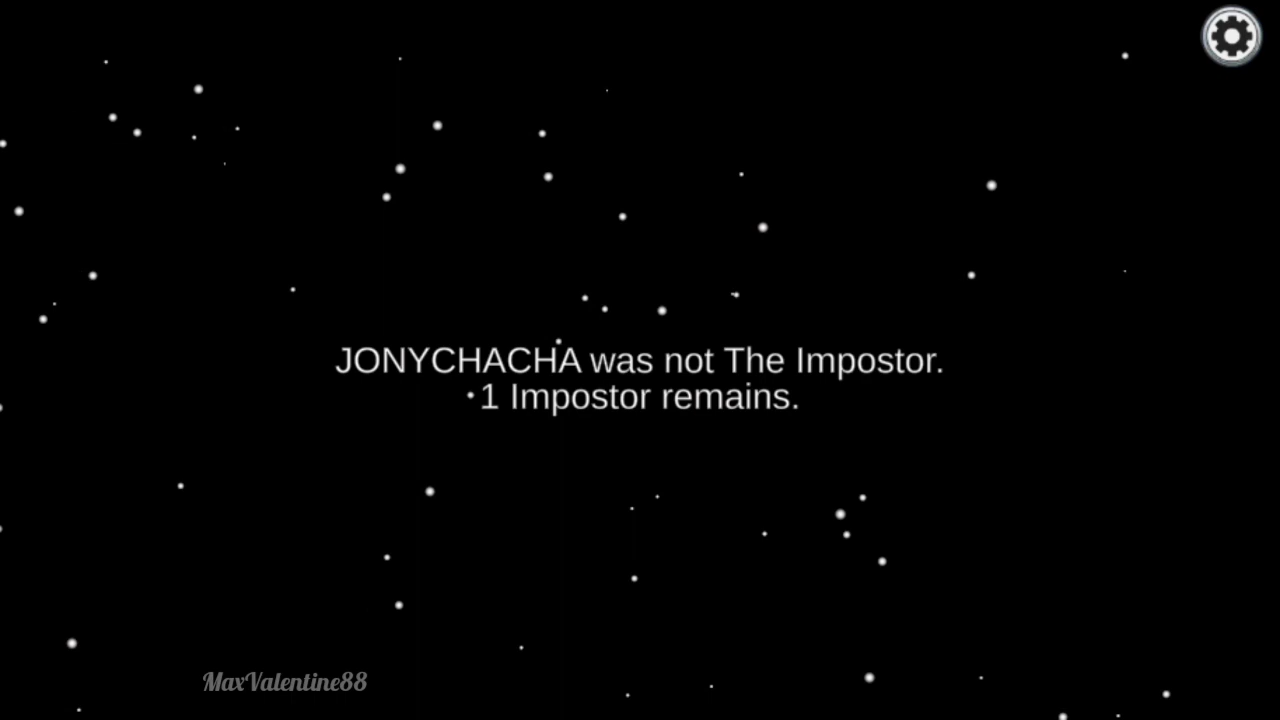 JONYCHACHA was not The Impostor.
1 Impostor remains.
MaxValentine88